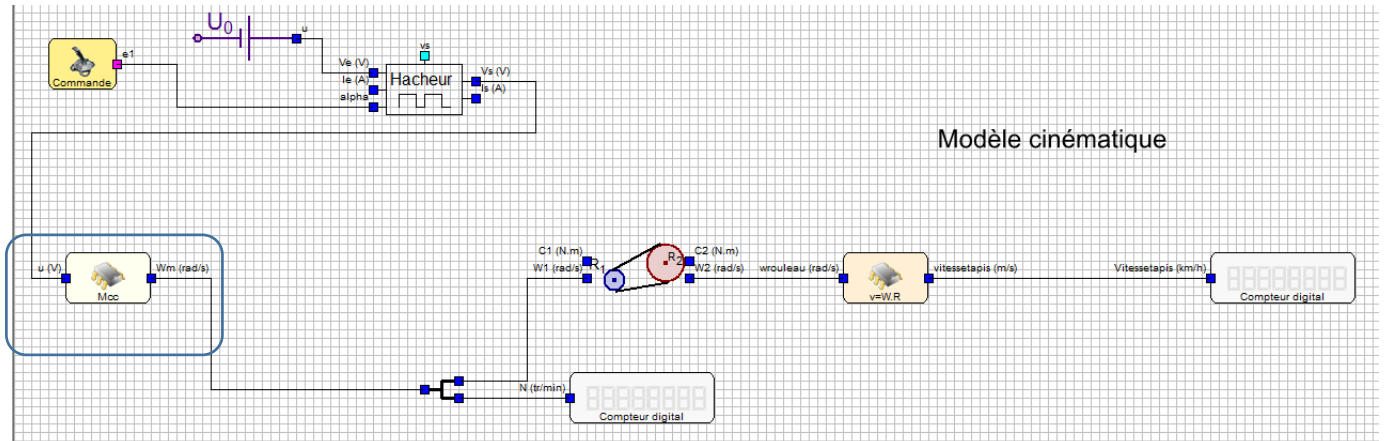 U0
u
e1
Commande
vs
Ve (V)
Ie (A)
alpha
Hacheur
Vs (V)
Is (A)
Modèle cinématique
u (V)
Mcc
Wm (rad/s)
C1 (N.m)
W1 (rad/s)
R1
R2
C2 (N.m)
W2 (rad/s)
wrouleau (rad/s)
v=W.R
vitessetapis (m/s)
Vitessetapis (km/h)
Compteur digital
N (tr/min)
Compteur digital